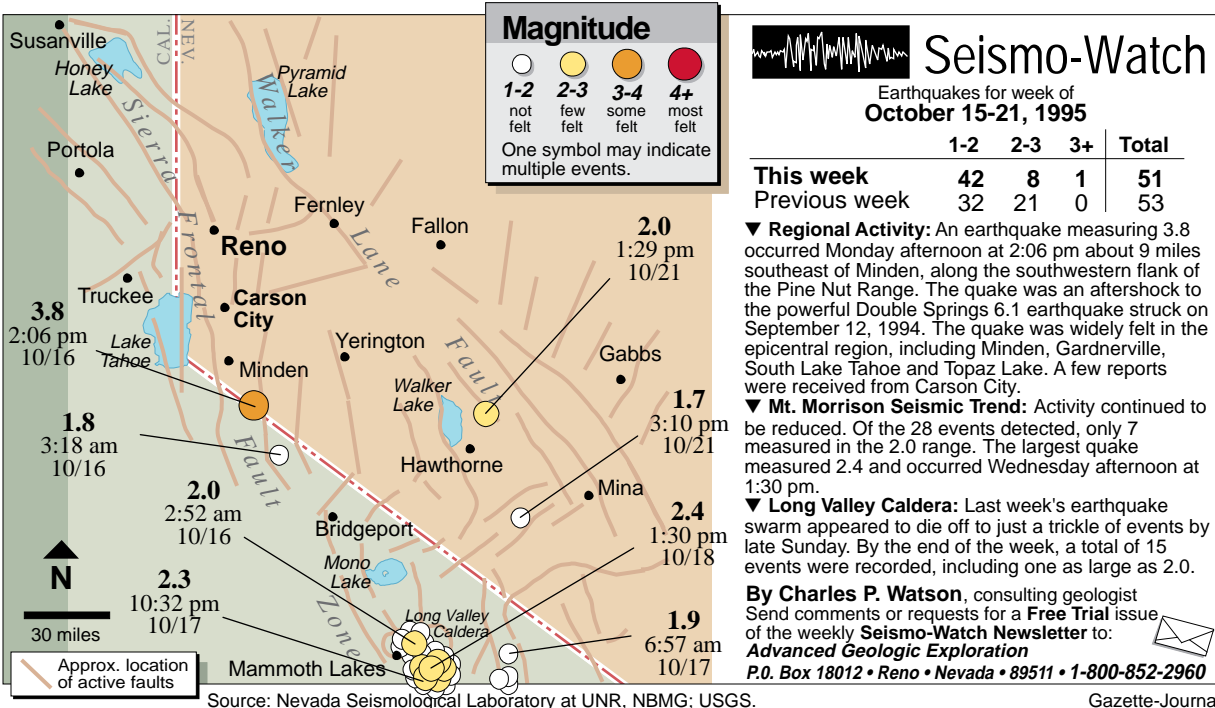 Susanville
Honey
Lake
CAL.
NEV.
Pyramid
Lake
Sierra
Frontal
Fault
Zone
Walker
Lane
Fault
Portola
Reno
Fernley
Fallon
Truckee
Carson
City
Lake
Tahoe
Minden
Yerington
Gabbs
Walker
Lake
Hawthorne
Mina
Bridgeport
Mono
Lake
Long Valley
Caldera
Mammoth Lakes
3.8
2:06 pm
10/16
1.8
3:18 am
10/16
2.0
2:52 am
10/16
2.3
10:32 pm
10/17
2.0
1:29 pm
10/21
1.7
3:10 pm
10/21
2.4
1:30 pm
10/18
1.9
6:57 am
10/17
N
30 miles
Approx. location
of active faults
Magnitude
1-2 2-3 3-4 4+
not few some most
felt felt felt felt
One symbol may indicate
multiple events.
Seismo-Watch
Earthquakes for week of
October 15-21, 1995
1-2 2-3 3+ Total
This week 42 8 1 51
Previous week 32 21 0 53
▼ Regional Activity: An earthquake measuring 3.8
occurred Monday afternoon at 2:06 pm about 9 miles
southeast of Minden, along the southwestern flank of
the Pine Nut Range. The quake was an aftershock to
the powerful Double Springs 6.1 earthquake struck on
September 12, 1994. The quake was widely felt in the
epicentral region, including Minden, Gardnerville,
South Lake Tahoe and Topaz Lake. A few reports
were received from Carson City.
▼ Mt. Morrison Seismic Trend: Activity continued to
be reduced. Of the 28 events detected, only 7
measured in the 2.0 range. The largest quake
measured 2.4 and occurred Wednesday afternoon at
1:30 pm.
▼ Long Valley Caldera: Last week's earthquake
swarm appeared to die off to just a trickle of events by
late Sunday. By the end of the week, a total of 15
events were recorded, including one as large as 2.0.
By Charles P. Watson, consulting geologist
Send comments or requests for a Free Trial issue
of the weekly Seismo-Watch Newsletter to:
Advanced Geologic Exploration
P.O. Box 18012 • Reno • Nevada • 89511 • 1-800-852-2960
Source: Nevada Seismological Laboratory at UNR, NBMG; USGS.
Gazette-Journa